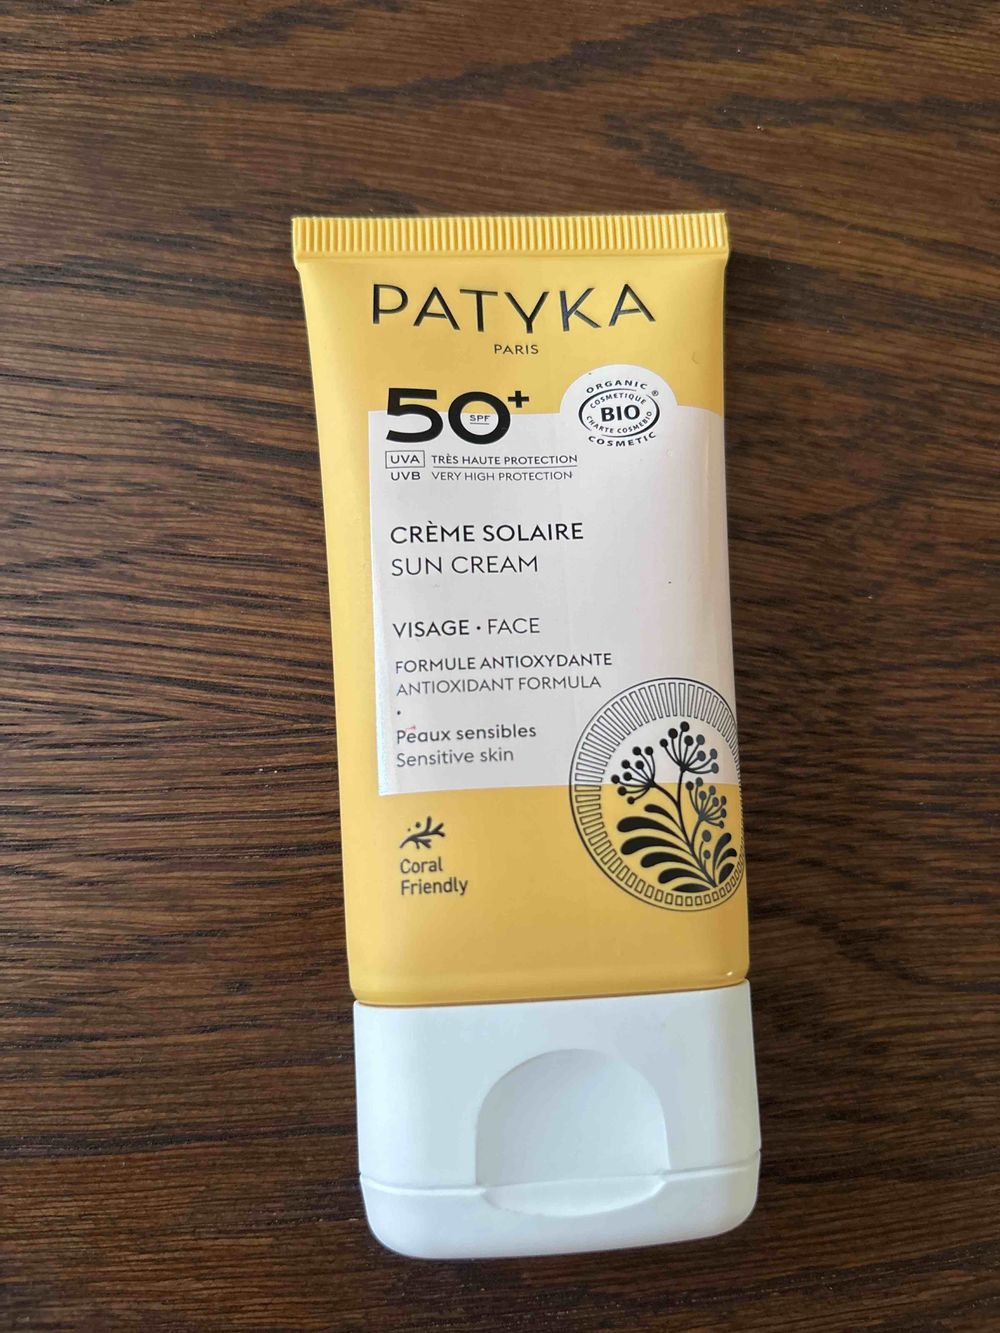 PATYKA
PARIS
50+
SPF
ORGANIC
COSMETIQUE
BIO
CHARTE COSMEBIO
COSMETIC
®
UVA TRÈS HAUTE PROTECTION
UVB VERY HIGH PROTECTION
CRÈME SOLAIRE
SUN CREAM
VISAGE • FACE
FORMULE ANTIOXYDANTE
ANTIOXIDANT FORMULA
•
Peaux sensibles
Sensitive skin
Coral
Friendly